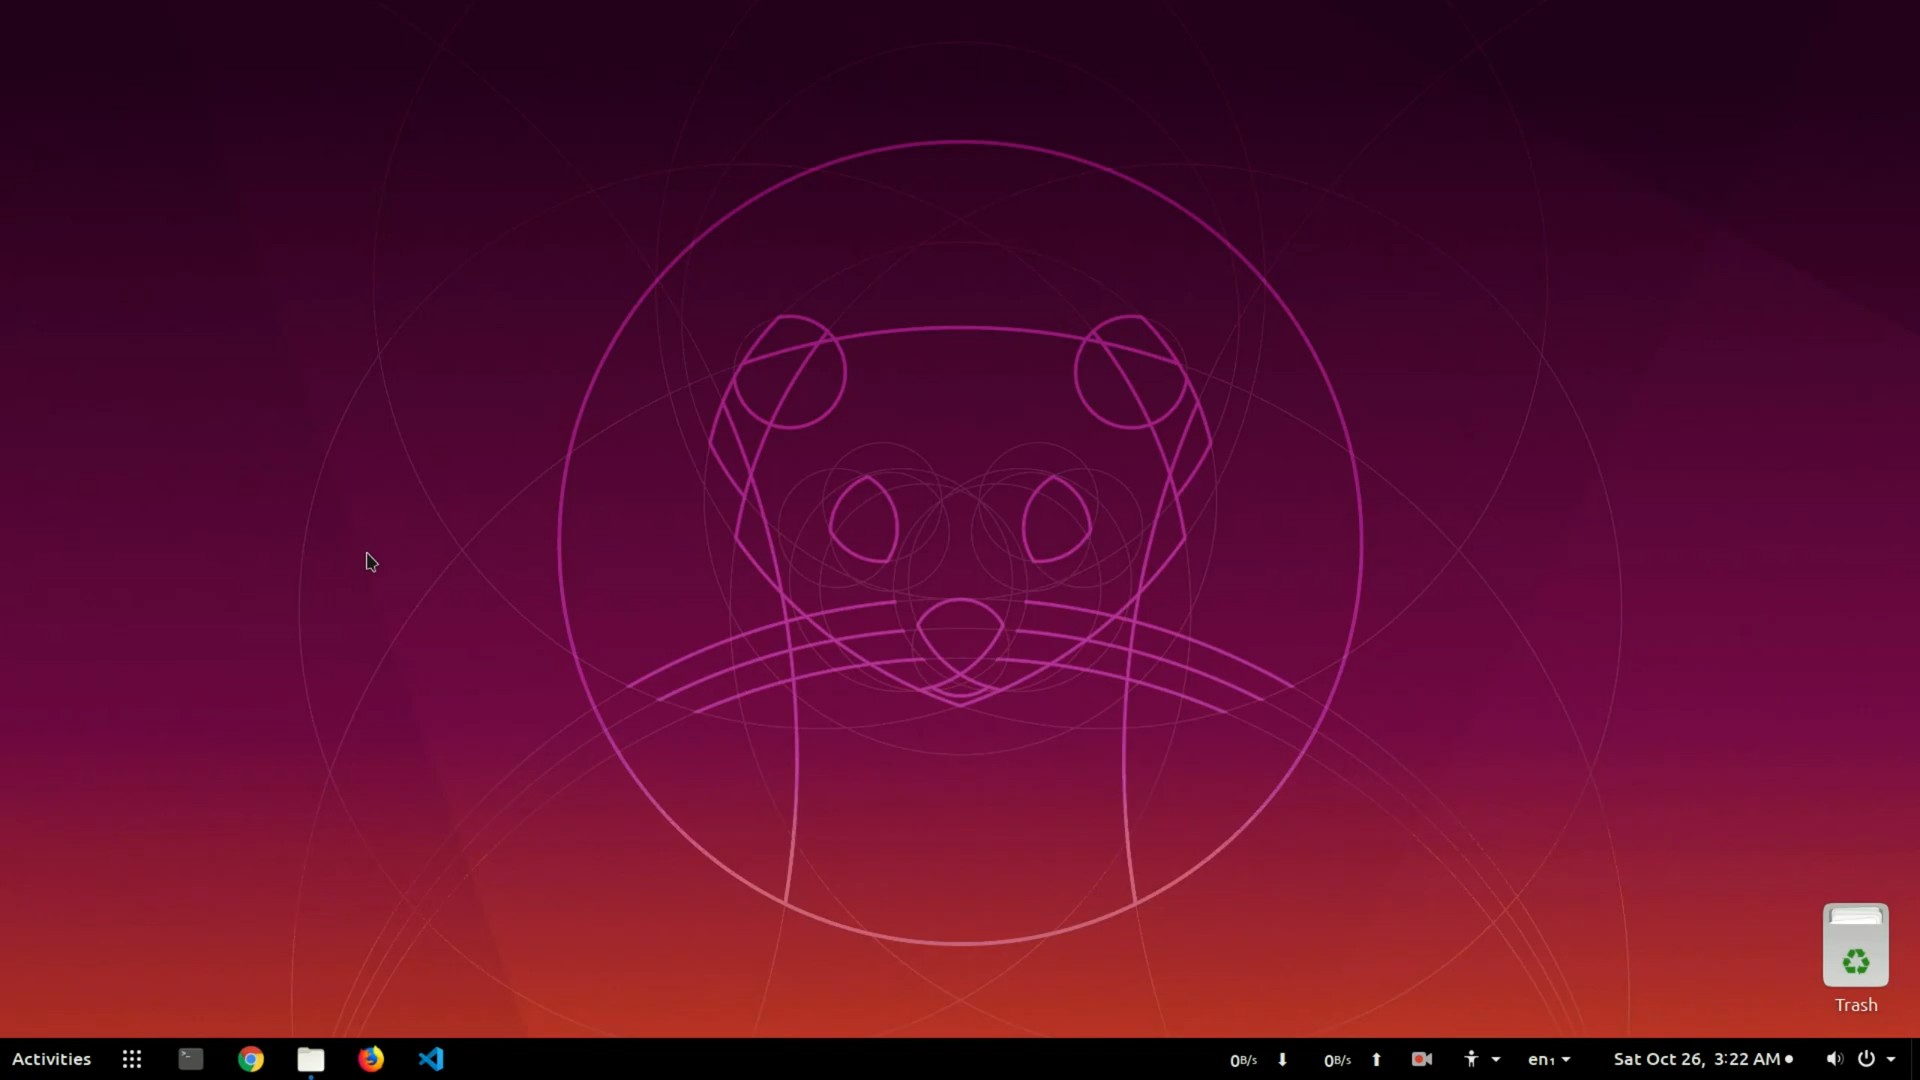 Trash
Activities
0B/s ⬇ 0B/s ⬆ en₁ Sat Oct 26, 3:22 AM●